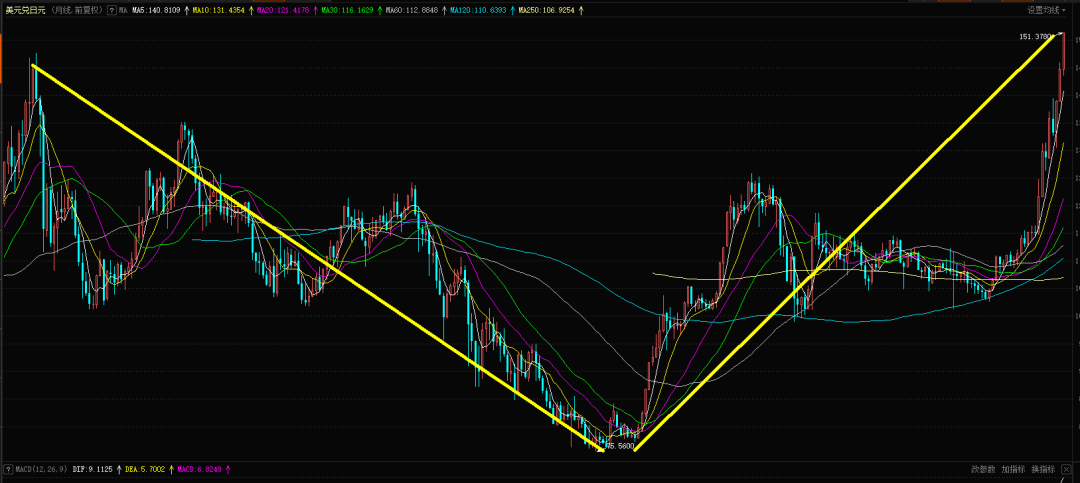 美元兑日元 (月线.前复权) ? MA MA5:140.8109 ↑ MA10:131.4354 ↑ MA20:121.4178 ↑ MA30:116.1629 ↑ MA60:112.8848 ↑ MA120:110.6393 ↑ MA250:106.9254 ↑ 设置均线
151.3780
75.5600
? MACD(12,26,9) DIF:9.1125 ↑ DEA:5.7002 ↑ MACD:6.8246 ↑ 改参数 加指标 换指标